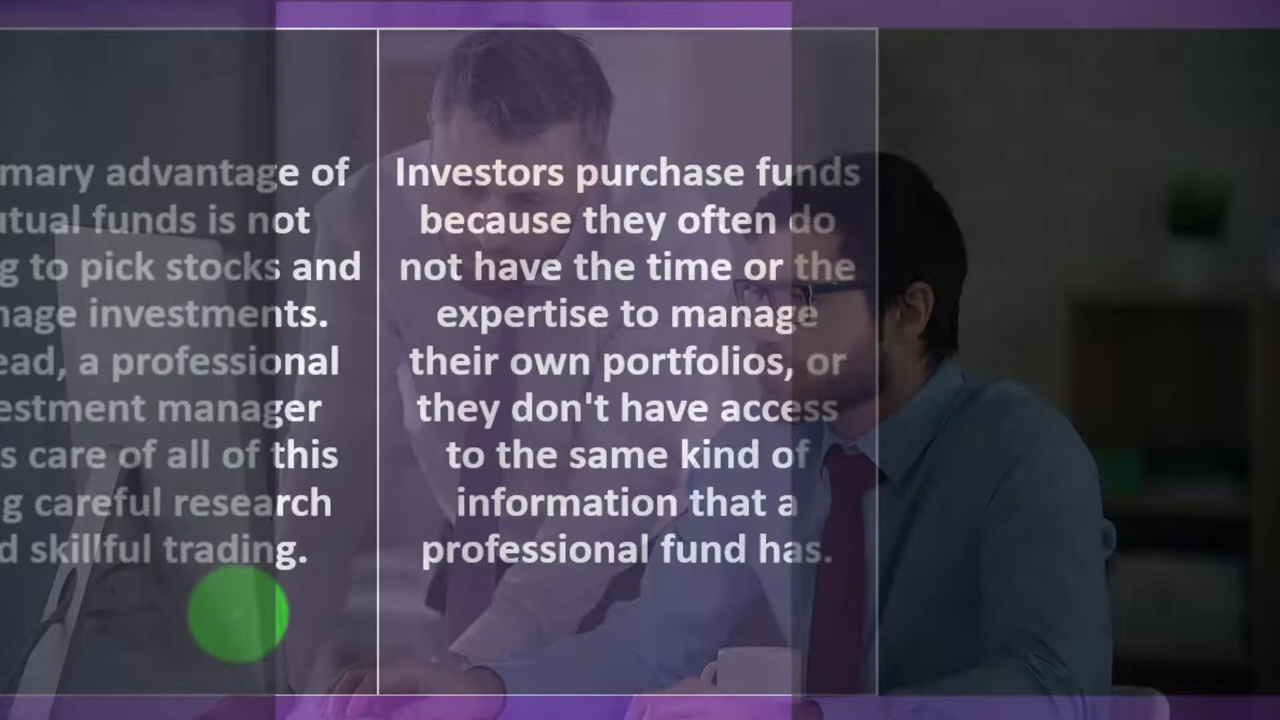 mary advantage of
utual funds is not
g to pick stocks and
nage investments.
ead, a professional
estment manager
s care of all of this
g careful research
d skillful trading.
Investors purchase funds
because they often do
not have the time or the
expertise to manage
their own portfolios, or
they don't have access
to the same kind of
information that a
professional fund has.